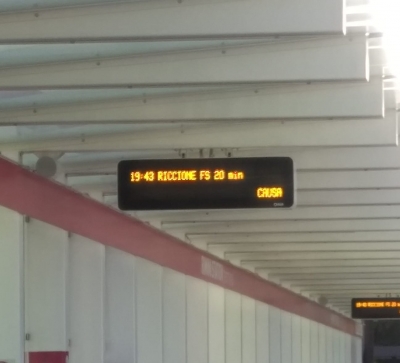 19:43 RICCIONE FS 20 min
CAUSA